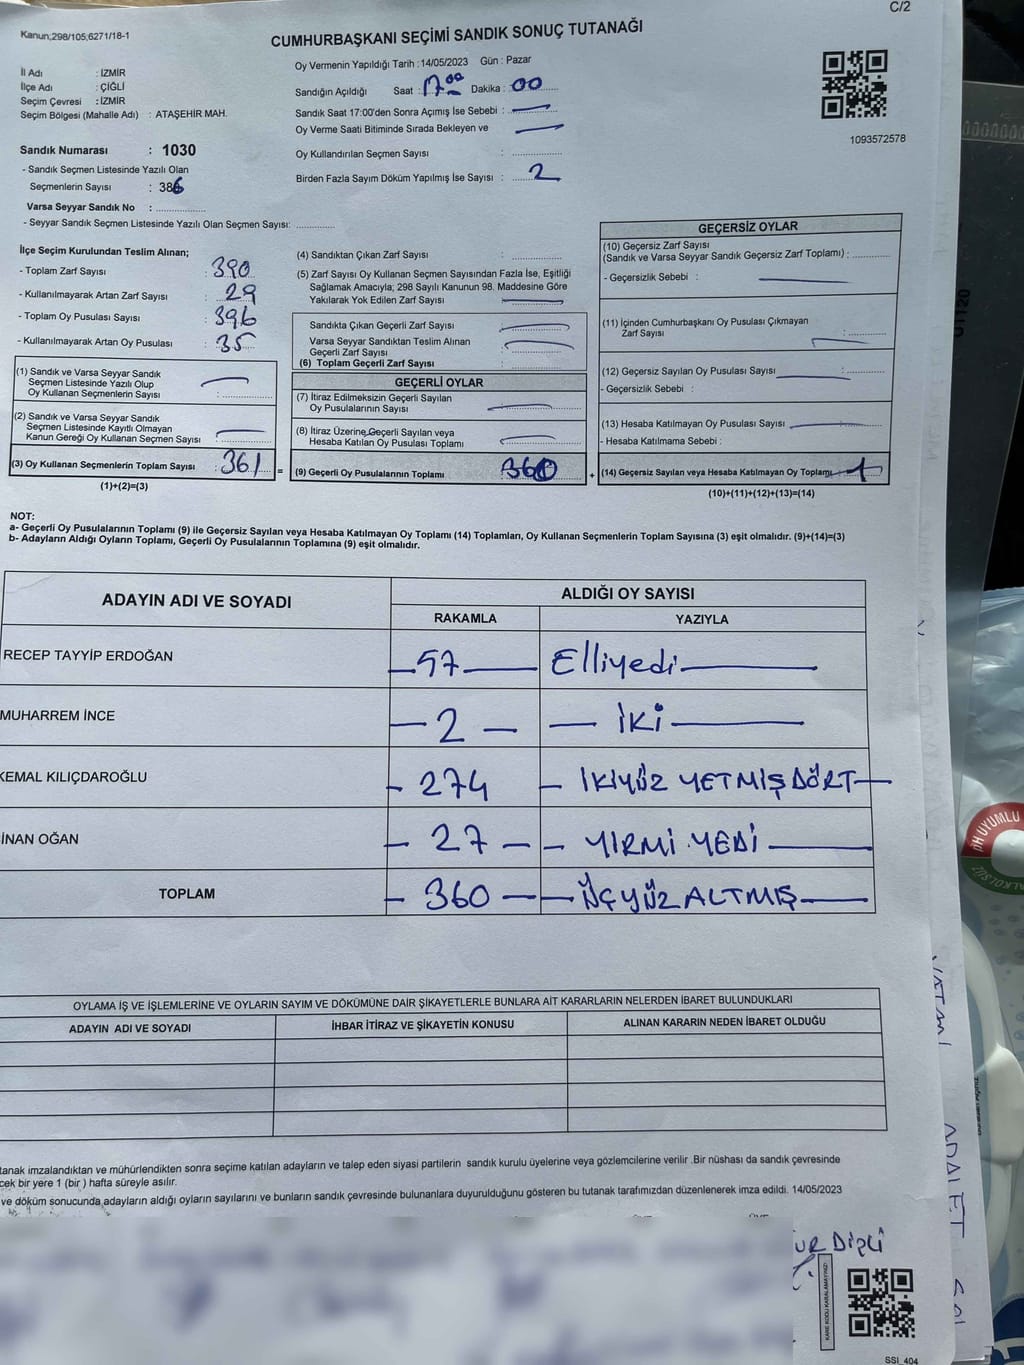 C/2
Kanun;298/105;6271/18-1
CUMHURBAŞKANI SEÇİMİ SANDIK SONUÇ TUTANAĞI
İl Adı : İZMİR
İlçe Adı : ÇİĞLİ
Seçim Çevresi : İZMİR
Seçim Bölgesi (Mahalle Adı) : ATAŞEHİR MAH.
Sandık Numarası : 1030
- Sandık Seçmen Listesinde Yazılı Olan
Seçmenlerin Sayısı : 386
Varsa Seyyar Sandık No : ....................
- Seyyar Sandık Seçmen Listesinde Yazılı Olan Seçmen Sayısı: ...............
Oy Vermenin Yapıldığı Tarih : 14/05/2023 Gün : Pazar
Sandığın Açıldığı Saat : 17.00 Dakika : 00
Sandık Saat 17:00'den Sonra Açımış İse Sebebi :
Oy Verme Saati Bitiminde Sırada Bekleyen ve
Oy Kullandırılan Seçmen Sayısı :
Birden Fazla Sayım Döküm Yapılmış İse Sayısı : 2
1093572578
İlçe Seçim Kurulundan Teslim Alınan;
- Toplam Zarf Sayısı : 390
- Kullanılmayarak Artan Zarf Sayısı : 29
- Toplam Oy Pusulası Sayısı : 396
- Kullanılmayarak Artan Oy Pusulası : 35
(1) Sandık ve Varsa Seyyar Sandık
Seçmen Listesinde Yazılı Olup
Oy Kullanan Seçmenlerin Sayısı :
(2) Sandık ve Varsa Seyyar Sandık
Seçmen Listesinde Kayıtlı Olmayan
Kanun Gereği Oy Kullanan Seçmen Sayısı :
(3) Oy Kullanan Seçmenlerin Toplam Sayısı : 361 =
(1)+(2)=(3)
(4) Sandıktan Çıkan Zarf Sayısı :
(5) Zarf Sayısı Oy Kullanan Seçmen Sayısından Fazla İse, Eşitliği
Sağlamak Amacıyla; 298 Sayılı Kanunun 98. Maddesine Göre
Yakılarak Yok Edilen Zarf Sayısı :
Sandıkta Çıkan Geçerli Zarf Sayısı :
Varsa Seyyar Sandıktan Teslim Alınan
Geçerli Zarf Sayısı :
(6) Toplam Geçerli Zarf Sayısı :
GEÇERLİ OYLAR
(7) İtiraz Edilmeksizin Geçerli Sayılan
Oy Pusulalarının Sayısı :
(8) İtiraz Üzerine Geçerli Sayılan veya
Hesaba Katılan Oy Pusulası Toplamı :
(9) Geçerli Oy Pusulalarının Toplamı : 360 +
GEÇERSİZ OYLAR
(10) Geçersiz Zarf Sayısı
(Sandık ve Varsa Seyyar Sandık Geçersiz Zarf Toplamı) :
- Geçersizlik Sebebi :
(11) İçinden Cumhurbaşkanı Oy Pusulası Çıkmayan
Zarf Sayısı :
(12) Geçersiz Sayılan Oy Pusulası Sayısı :
- Geçersizlik Sebebi :
(13) Hesaba Katılmayan Oy Pusulası Sayısı :
- Hesaba Katılmama Sebebi :
(14) Geçersiz Sayılan veya Hesaba Katılmayan Oy Toplamı : 1
(10)+(11)+(12)+(13)=(14)
NOT:
a- Geçerli Oy Pusulalarının Toplamı (9) ile Geçersiz Sayılan veya Hesaba Katılmayan Oy Toplamı (14) Toplamları, Oy Kullanan Seçmenlerin Toplam Sayısına (3) eşit olmalıdır. (9)+(14)=(3)
b- Adayların Aldığı Oyların Toplamı, Geçerli Oy Pusulalarının Toplamına (9) eşit olmalıdır.
ADAYIN ADI VE SOYADI ALDIĞI OY SAYISI
RAKAMLA YAZIYLA
RECEP TAYYİP ERDOĞAN 57 Elliyedi
MUHARREM İNCE 2 İKİ
KEMAL KILIÇDAROĞLU 274 İKİYÜZ YETMİŞ DÖRT
İNAN OĞAN 27 YİRMİ YEDİ
TOPLAM 360 ÜÇYÜZ ALTMIŞ
OYLAMA İŞ VE İŞLEMLERİNE VE OYLARIN SAYIM VE DÖKÜMÜNE DAİR ŞİKAYETLERLE BUNLARA AİT KARARLARIN NELERDEN İBARET BULUNDUKLARI
ADAYIN ADI VE SOYADI İHBAR İTİRAZ VE ŞİKAYETİN KONUSU ALINAN KARARIN NEDEN İBARET OLDUĞU
tanak imzalandıktan ve mühürlendikten sonra seçime katılan adayların ve talep eden siyasi partilerin sandık kurulu üyelerine veya gözlemcilerine verilir .Bir nüshası da sandık çevresinde
cek bir yere 1 (bir ) hafta süreyle asılır.
ve döküm sonucunda adayların aldığı oyların sayılarını ve bunların sandık çevresinde bulunanlara duyurulduğunu gösteren bu tutanak tarafımızdan düzenlenerek imza edildi. 14/05/2023
KARE KODU KARALAMAYINIZ!
SSİ_404
PH UYUMLU
ADALET